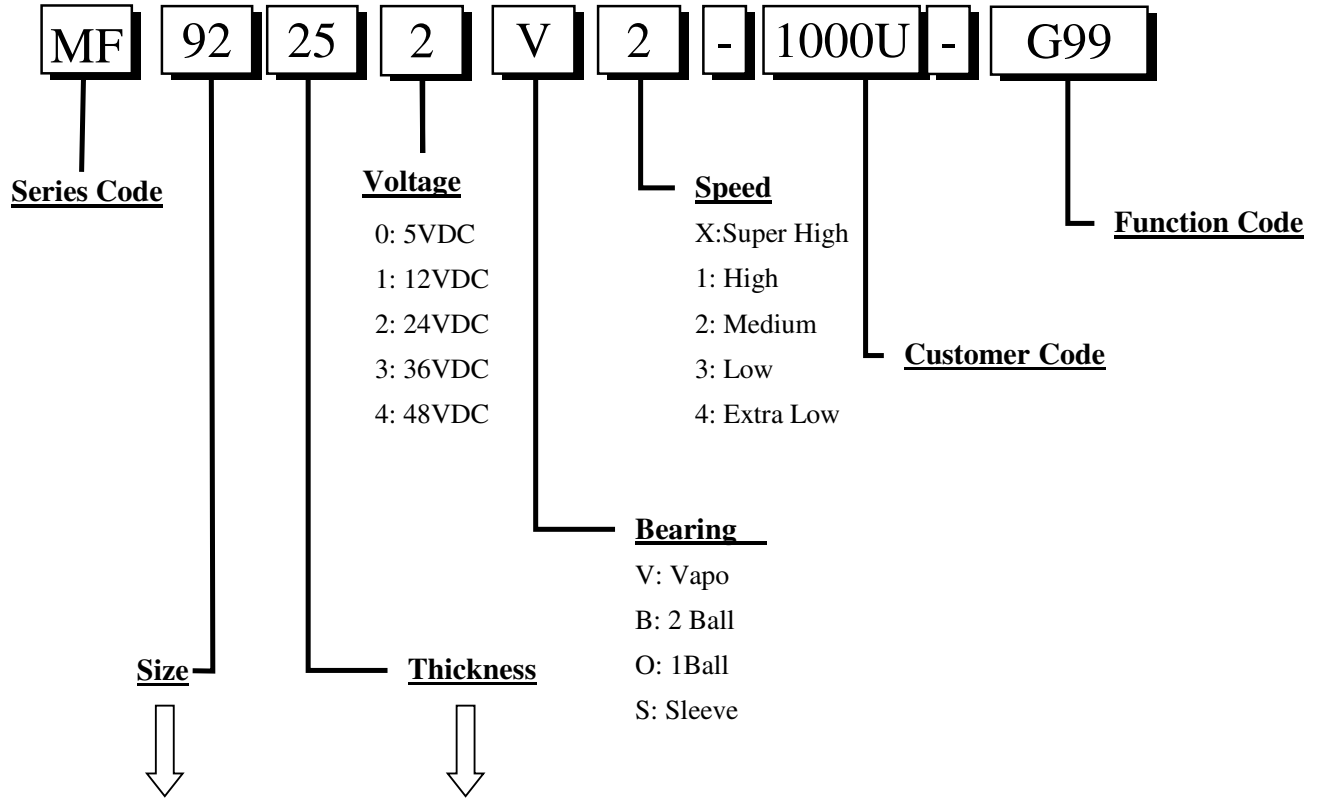 MF 92 25 2 V 2 - 1000U - G99
Series Code
Voltage
0: 5VDC
1: 12VDC
2: 24VDC
3: 36VDC
4: 48VDC
Speed
X:Super High
1: High
2: Medium
3: Low
4: Extra Low
Function Code
Customer Code
Bearing
V: Vapo
B: 2 Ball
O: 1Ball
S: Sleeve
Size
Thickness